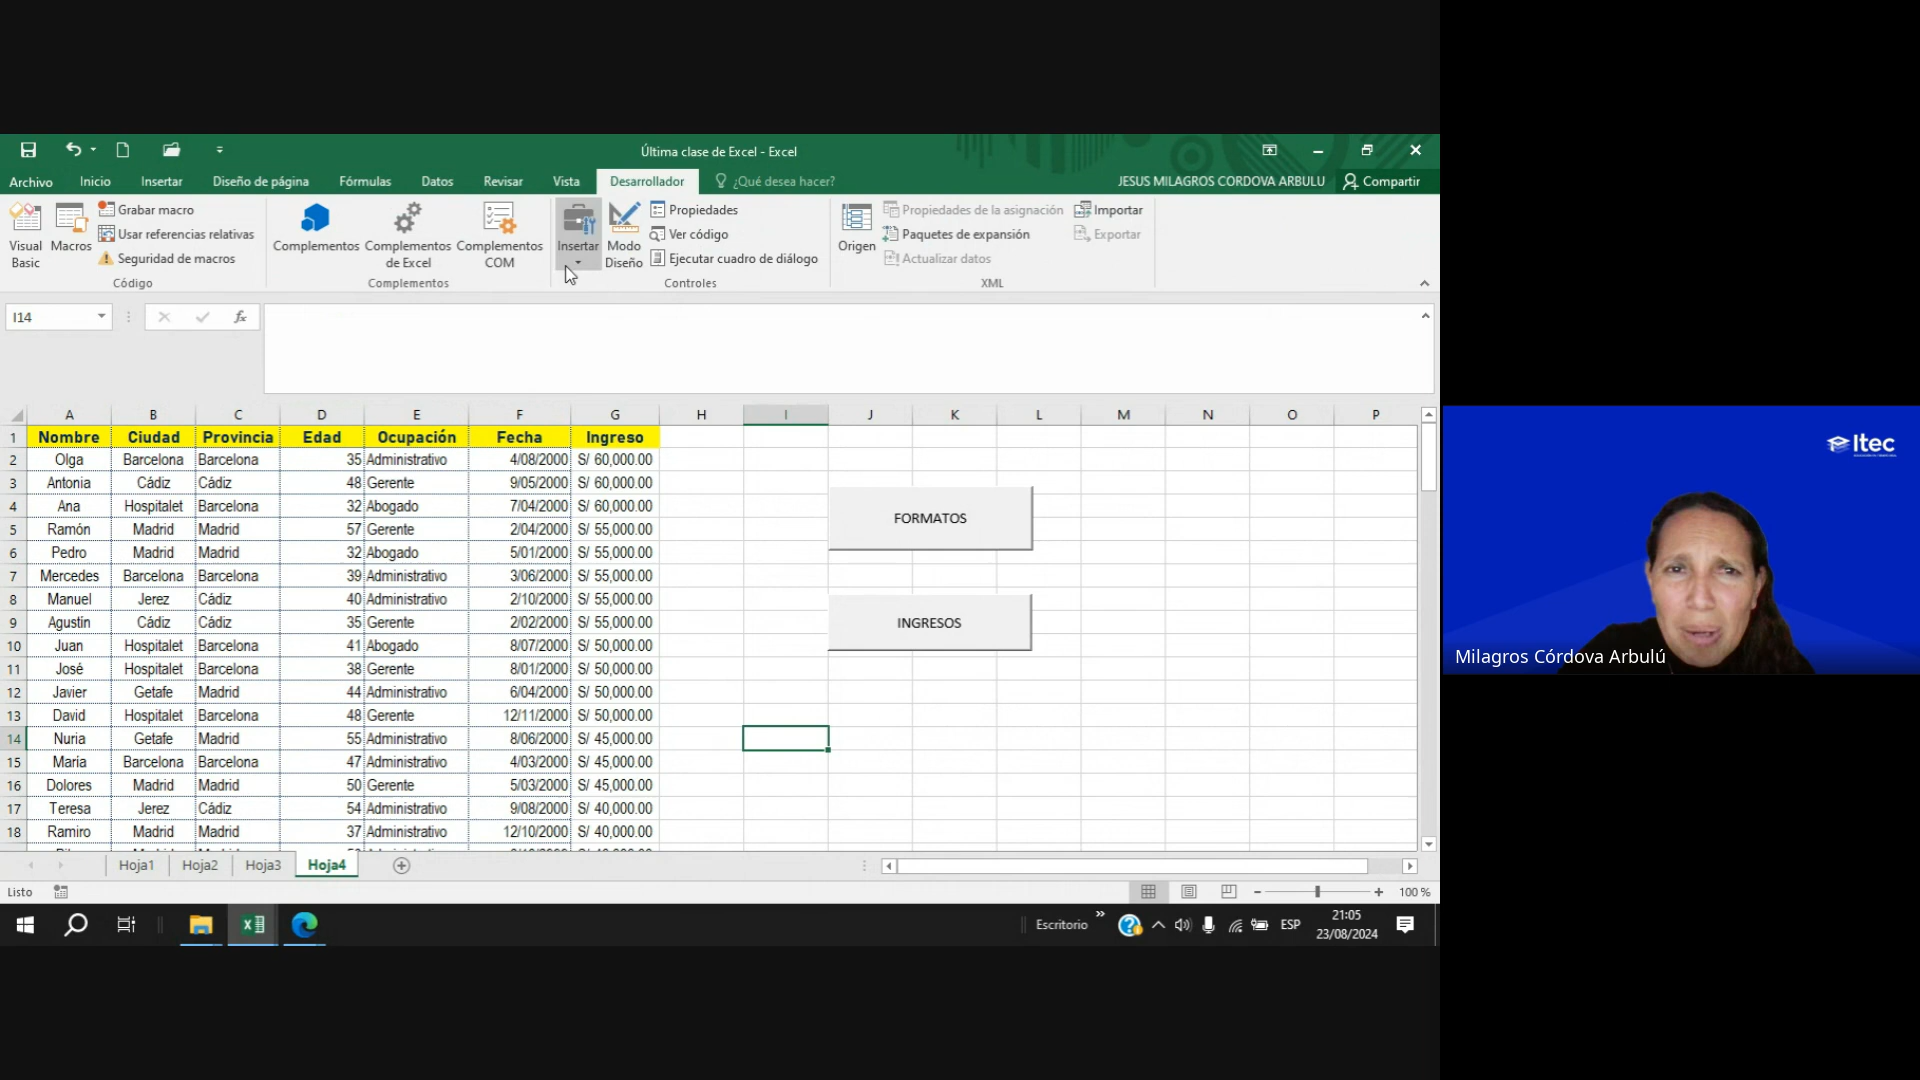 Última clase de Excel - Excel
Archivo Inicio Insertar Diseño de página Fórmulas Datos Revisar Vista Desarrollador ¿Qué desea hacer? JESUS MILAGROS CORDOVA ARBULU Compartir
Visual Basic
Macros
Grabar macro
Usar referencias relativas
Seguridad de macros
Código
Complementos
Complementos de Excel
Complementos COM
Complementos
Insertar
Modo Diseño
Propiedades
Ver código
Ejecutar cuadro de diálogo
Controles
Origen
Propiedades de la asignación
Paquetes de expansión
Actualizar datos
Importar
Exportar
XML
I14 fx
A B C D E F G H I J K L M N O P
1 Nombre Ciudad Provincia Edad Ocupación Fecha Ingreso
2 Olga Barcelona Barcelona 35 Administrativo 4/08/2000 S/ 60,000.00
3 Antonia Cádiz Cádiz 48 Gerente 9/05/2000 S/ 60,000.00
4 Ana Hospitalet Barcelona 32 Abogado 7/04/2000 S/ 60,000.00
5 Ramón Madrid Madrid 57 Gerente 2/04/2000 S/ 55,000.00
6 Pedro Madrid Madrid 32 Abogado 5/01/2000 S/ 55,000.00
7 Mercedes Barcelona Barcelona 39 Administrativo 3/06/2000 S/ 55,000.00
8 Manuel Jerez Cádiz 40 Administrativo 2/10/2000 S/ 55,000.00
9 Agustín Cádiz Cádiz 35 Gerente 2/02/2000 S/ 55,000.00
10 Juan Hospitalet Barcelona 41 Abogado 8/07/2000 S/ 50,000.00
11 José Hospitalet Barcelona 38 Gerente 8/01/2000 S/ 50,000.00
12 Javier Getafe Madrid 44 Administrativo 6/04/2000 S/ 50,000.00
13 David Hospitalet Barcelona 48 Gerente 12/11/2000 S/ 50,000.00
14 Nuria Getafe Madrid 55 Administrativo 8/06/2000 S/ 45,000.00
15 María Barcelona Barcelona 47 Administrativo 4/03/2000 S/ 45,000.00
16 Dolores Madrid Madrid 50 Gerente 5/03/2000 S/ 45,000.00
17 Teresa Jerez Cádiz 54 Administrativo 9/08/2000 S/ 40,000.00
18 Ramiro Madrid Madrid 37 Administrativo 12/10/2000 S/ 40,000.00
FORMATOS
INGRESOS
Hoja1 Hoja2 Hoja3 Hoja4
Listo
100 %
Escritorio
ESP
21:05
23/08/2024
Itec
Milagros Córdova Arbulú